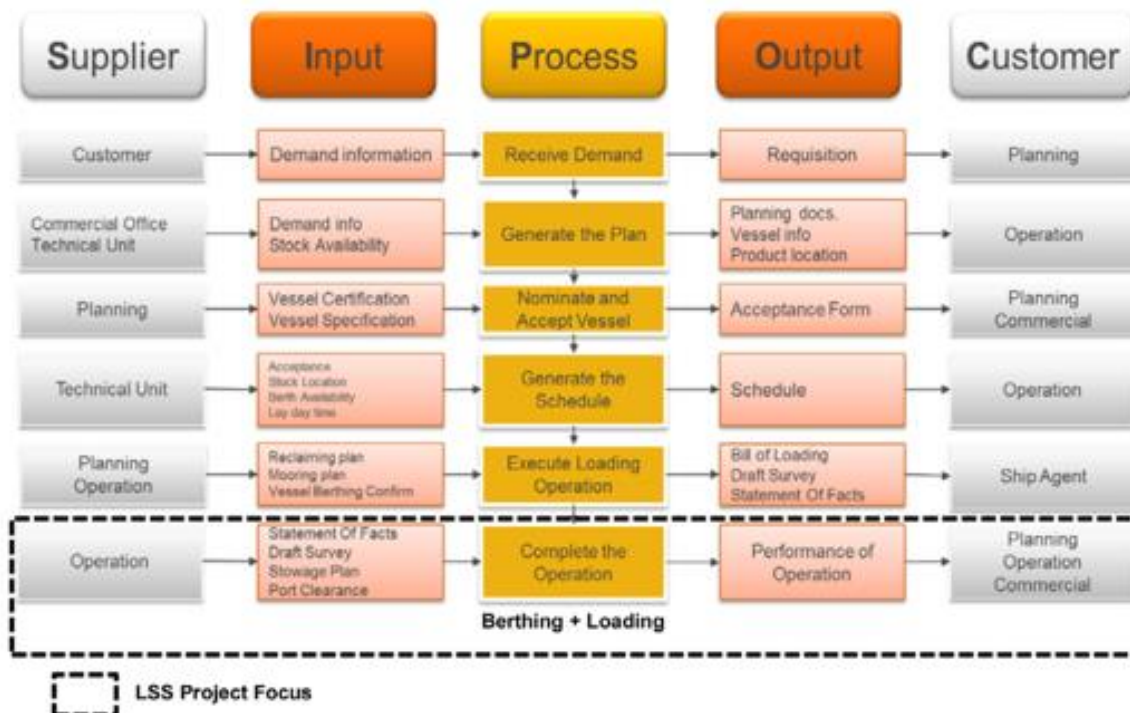 Supplier
Input
Process
Output
Customer
Customer
Demand information
Receive Demand
Requisition
Planning
Commercial Office
Technical Unit
Demand info
Stock Availability
Generate the Plan
Planning docs.
Vessel info
Product location
Operation
Planning
Vessel Certification
Vessel Specification
Nominate and
Accept Vessel
Acceptance Form
Planning
Commercial
Technical Unit
Acceptance
Stock Location
Berth Availability
Lay day time
Generate the
Schedule
Schedule
Operation
Planning
Operation
Reclaiming plan
Mooring plan
Vessel Berthing Confirm
Execute Loading
Operation
Bill of Loading
Draft Survey
Statement Of Facts
Ship Agent
Operation
Statement Of Facts
Draft Survey
Stowage Plan
Port Clearance
Complete the
Operation
Performance of
Operation
Planning
Operation
Commercial
Berthing + Loading
LSS Project Focus